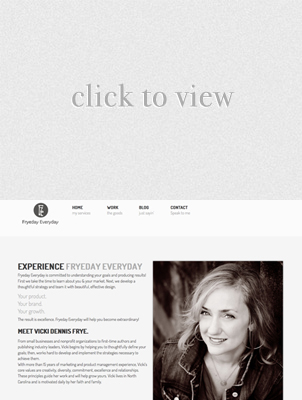 click to view
Fryeday Everyday
HOME
my services
WORK
the goods
BLOG
just sayin'
CONTACT
Speak to me
EXPERIENCE FRYEDAY EVERYDAY
Fryeday Everyday is committed to understanding your goals and producing results!
First we take the time to learn about you & your market. Next, we develop a
thoughtful strategy and team it with beautiful, effective design.
Your product.
Your brand.
Your growth.
The result is excellence. Fryeday Everyday will help you become extraordinary!
MEET VICKI DENNIS FRYE.
From small businesses and nonprofit organizations to first-time authors and
publishing industry leaders, Vicki begins by helping you to thoughtfully define your
goals; then, works hard to develop and implement the strategies necessary to
achieve them.
With more than 15 years of marketing and product management experience, Vicki's
core values are creativity, diversity, commitment, excellence and relationships.
These principles guide her work and will help grow yours. Vicki lives in North
Carolina and is motivated daily by her faith and family.